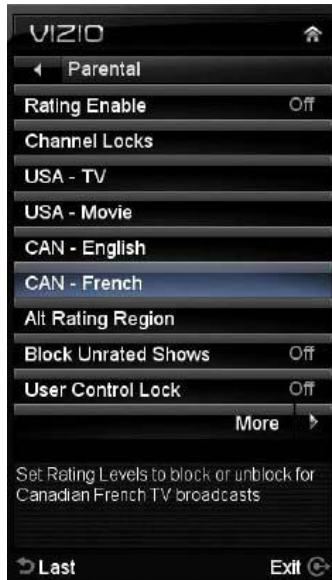 VIZIO
Parental
Rating Enable Off
Channel Locks
USA - TV
USA - Movie
CAN - English
CAN - French
Alt Rating Region
Block Unrated Shows Off
User Control Lock Off
More
Set Rating Levels to block or unblock for
Canadian French TV broadcasts
Last Exit